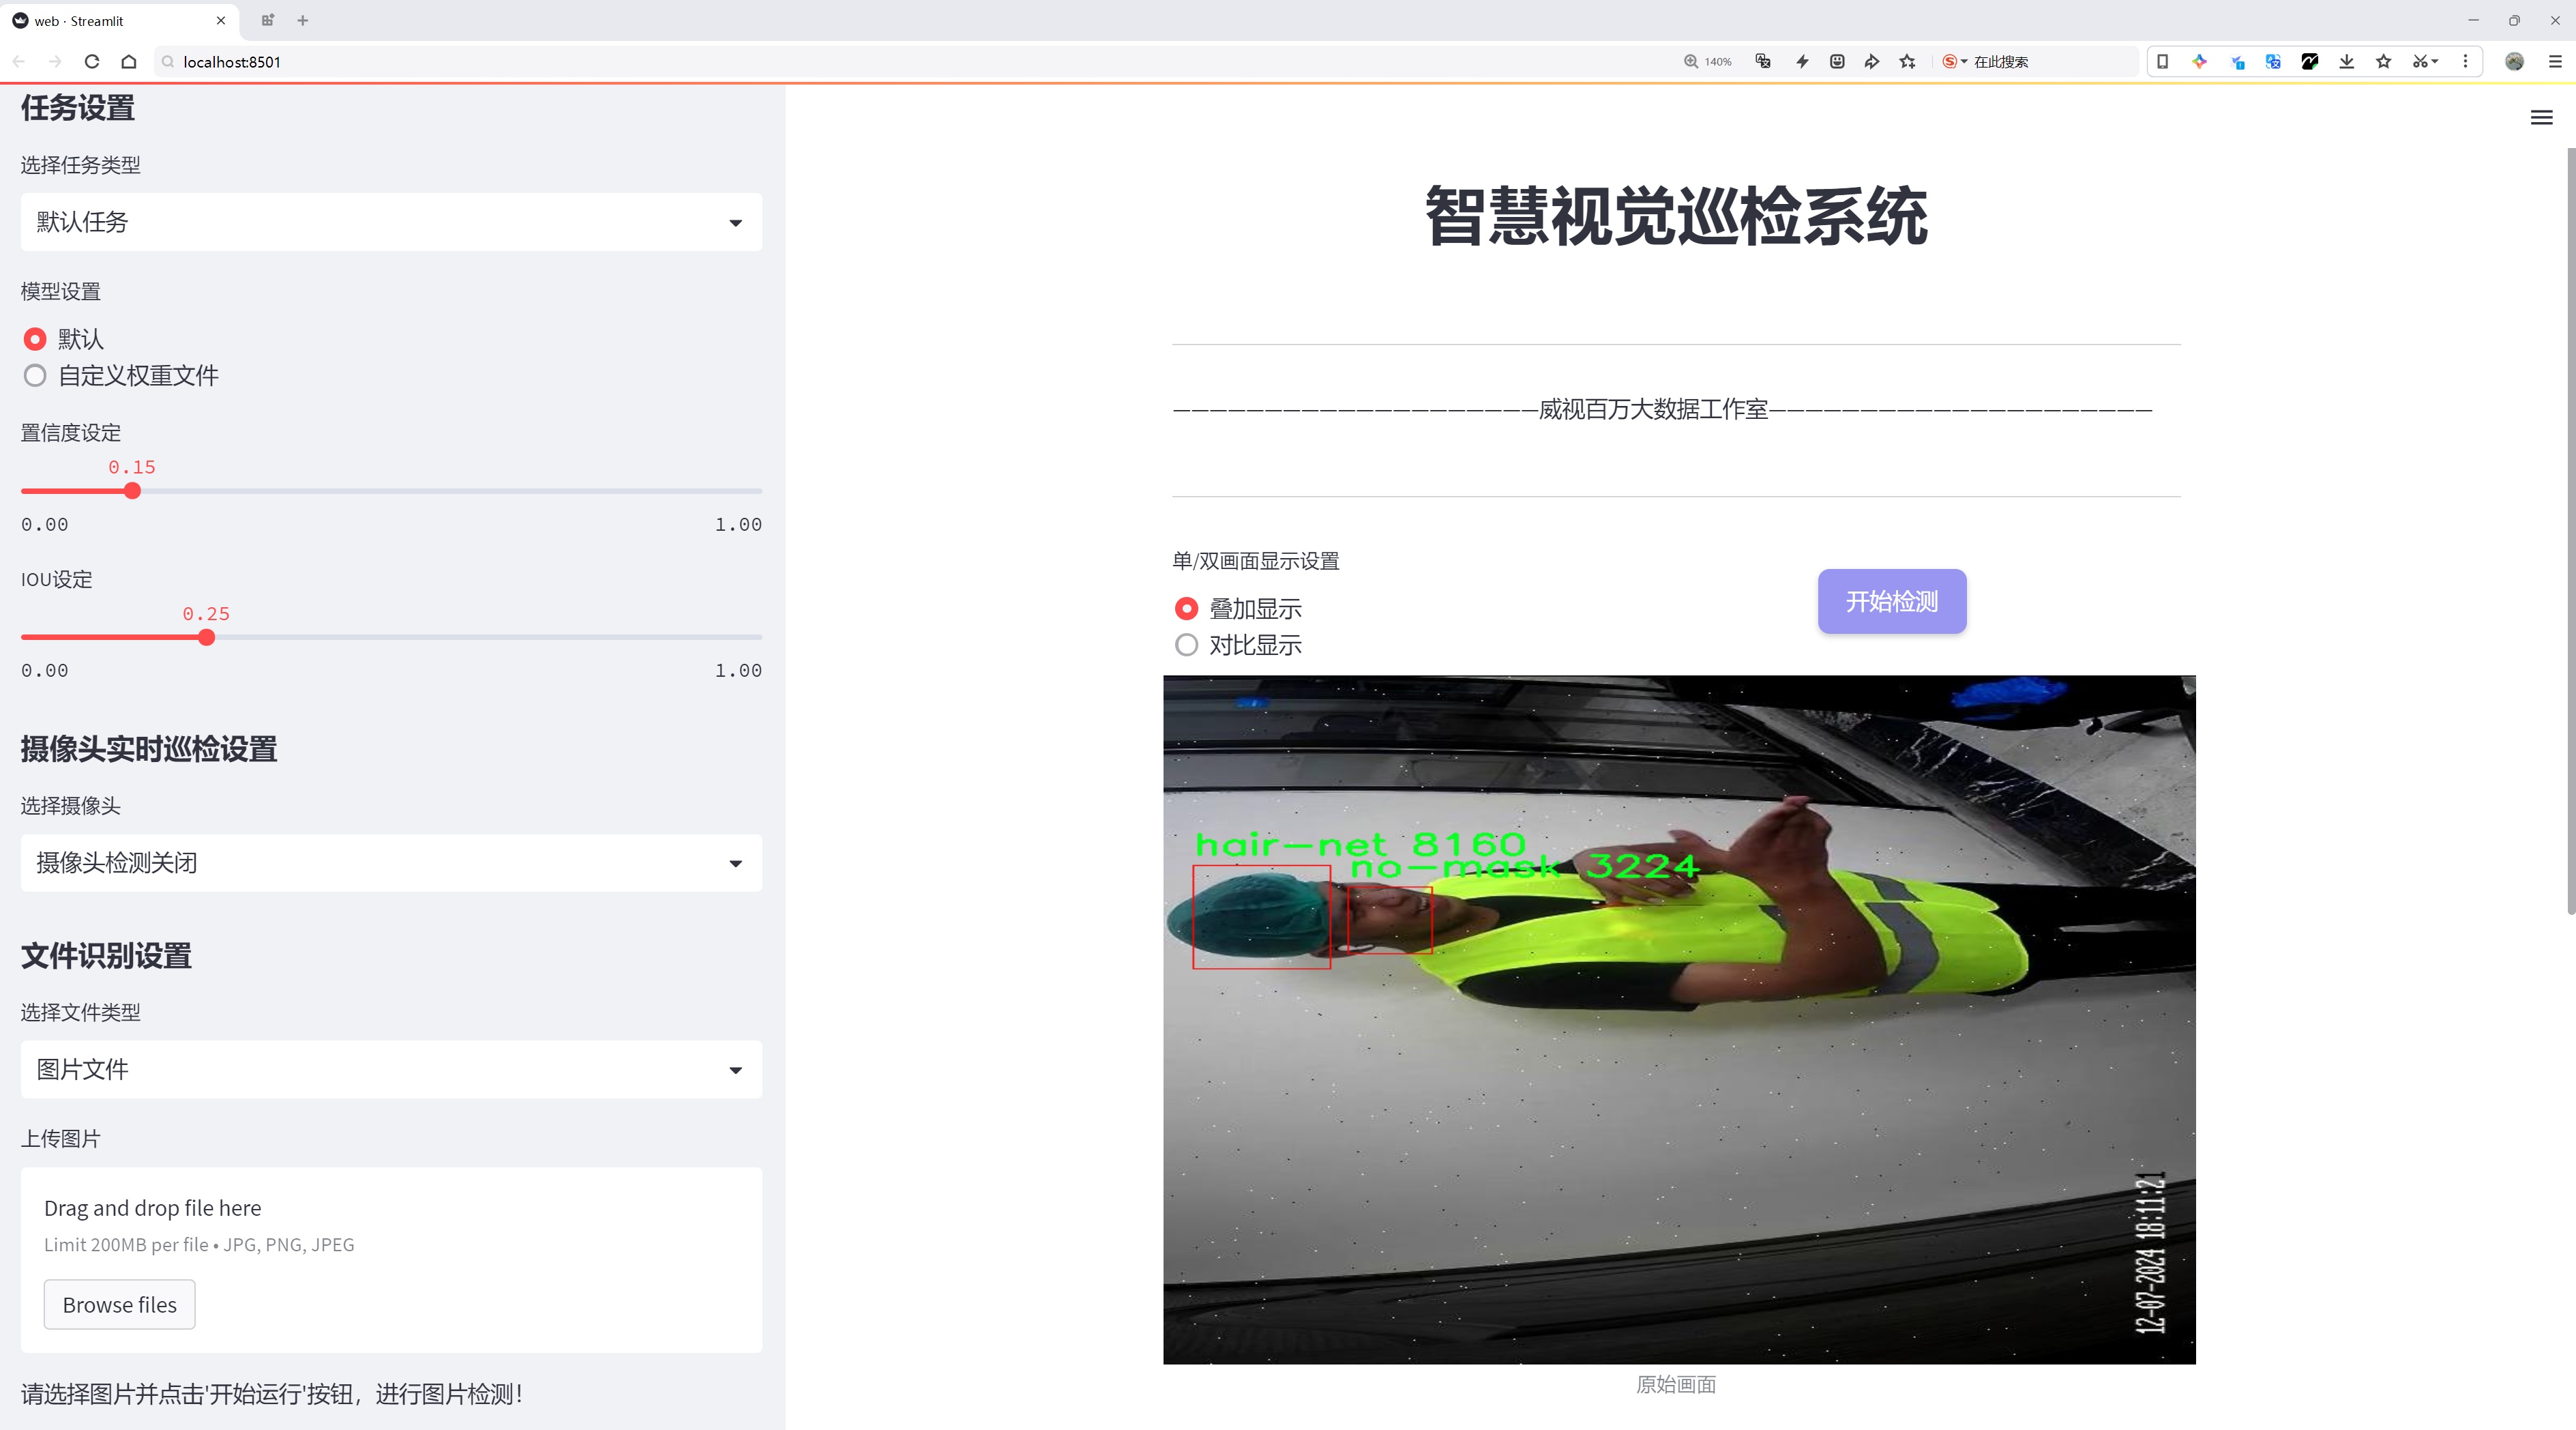 web · Streamlit
localhost:8501
140%
在此搜索
任务设置
选择任务类型
默认任务
模型设置
默认
自定义权重文件
置信度设定
0.15
0.00
1.00
IOU设定
0.25
0.00
1.00
摄像头实时巡检设置
选择摄像头
摄像头检测关闭
文件识别设置
选择文件类型
图片文件
上传图片
Drag and drop file here
Limit 200MB per file • JPG, PNG, JPEG
Browse files
请选择图片并点击'开始运行'按钮，进行图片检测！
智慧视觉巡检系统
—————————————————————威视百万大数据工作室—————————————————————
单/双画面显示设置
叠加显示
对比显示
开始检测
hair-net 8160
no-mask 3224
12-07-2024 18:11:21
原始画面